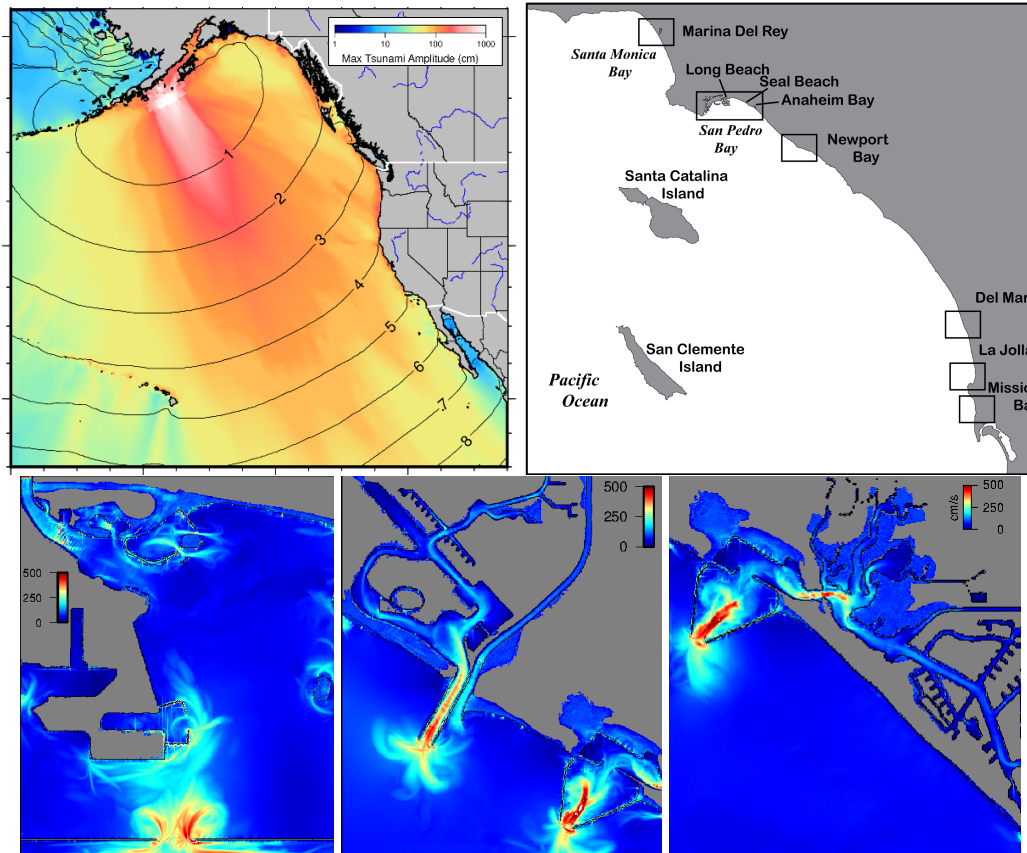 1 10 100 1000
Max Tsunami Amplitude (cm)
1
2
3
4
5
6
7
8
Marina Del Rey
Santa Monica
Bay
Long Beach
Seal Beach
Anaheim Bay
San Pedro
Bay
Newport
Bay
Santa Catalina
Island
Del Mar
La Jolla
San Clemente
Island
Pacific
Ocean
Missio
Ba
500
250
0
500
250
0
500
250
0
cm/s